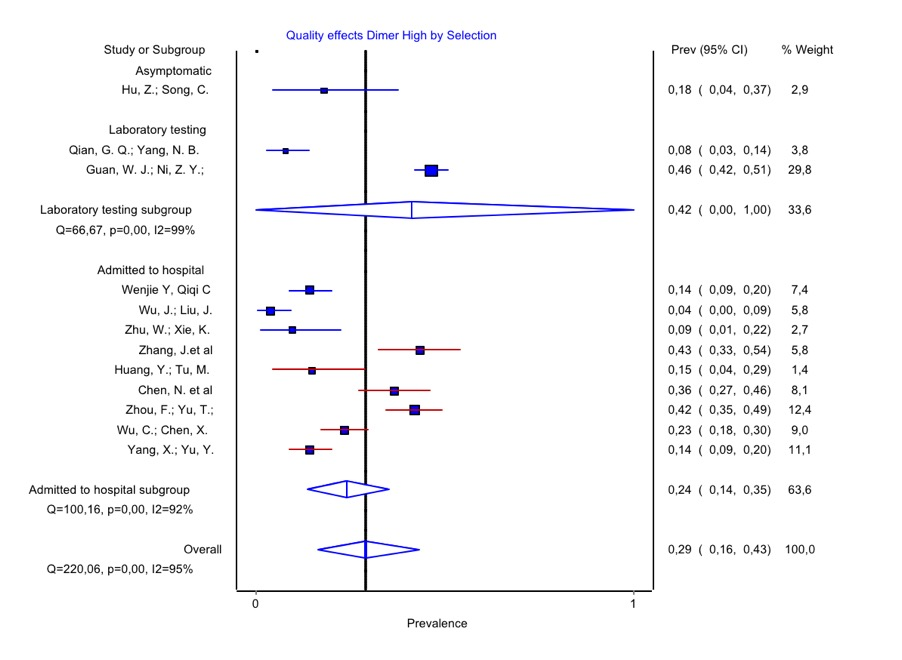 Quality effects Dimer High by Selection
Study or Subgroup Prev (95% CI) % Weight
Asymptomatic
Hu, Z.; Song, C. 0,18 ( 0,04, 0,37) 2,9
Laboratory testing
Qian, G. Q.; Yang, N. B. 0,08 ( 0,03, 0,14) 3,8
Guan, W. J.; Ni, Z. Y.; 0,46 ( 0,42, 0,51) 29,8
Laboratory testing subgroup 0,42 ( 0,00, 1,00) 33,6
Q=66,67, p=0,00, I2=99%
Admitted to hospital
Wenjie Y, Qiqi C 0,14 ( 0,09, 0,20) 7,4
Wu, J.; Liu, J. 0,04 ( 0,00, 0,09) 5,8
Zhu, W.; Xie, K. 0,09 ( 0,01, 0,22) 2,7
Zhang, J.et al 0,43 ( 0,33, 0,54) 5,8
Huang, Y.; Tu, M. 0,15 ( 0,04, 0,29) 1,4
Chen, N. et al 0,36 ( 0,27, 0,46) 8,1
Zhou, F.; Yu, T.; 0,42 ( 0,35, 0,49) 12,4
Wu, C.; Chen, X. 0,23 ( 0,18, 0,30) 9,0
Yang, X.; Yu, Y. 0,14 ( 0,09, 0,20) 11,1
Admitted to hospital subgroup 0,24 ( 0,14, 0,35) 63,6
Q=100,16, p=0,00, I2=92%
Overall 0,29 ( 0,16, 0,43) 100,0
Q=220,06, p=0,00, I2=95%
0 1
Prevalence